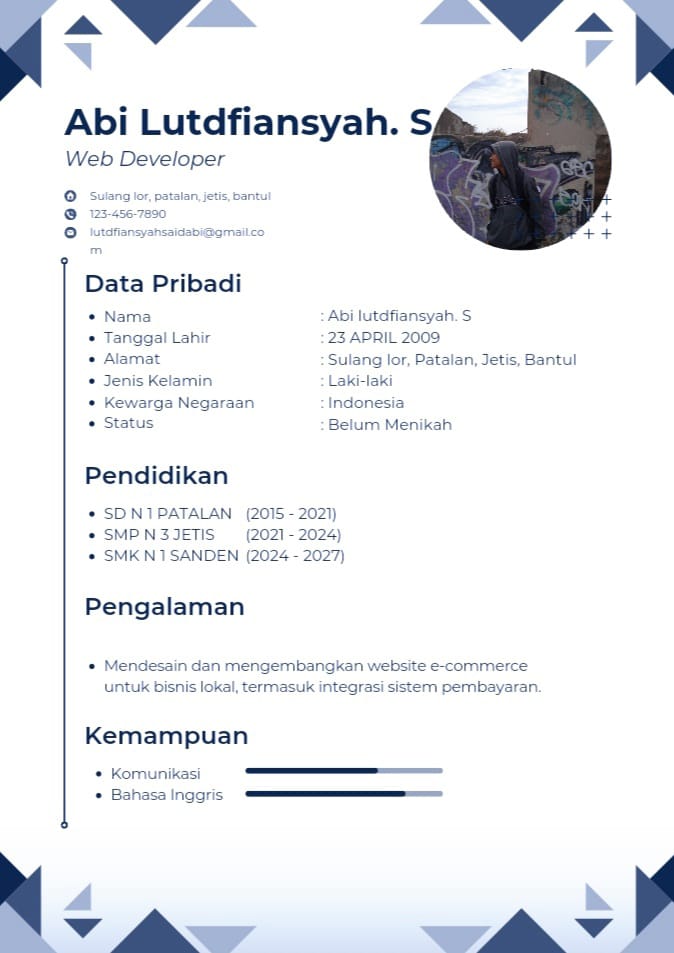 Abi Lutdfiansyah. S
Web Developer
Sulang lor, patalan, jetis, bantul
123-456-7890
lutdfiansyahsaidabi@gmail.co
m
Data Pribadi
Nama : Abi lutdfiansyah. S
Tanggal Lahir : 23 APRIL 2009
Alamat : Sulang lor, Patalan, Jetis, Bantul
Jenis Kelamin : Laki-laki
Kewarga Negaraan : Indonesia
Status : Belum Menikah
Pendidikan
SD N 1 PATALAN (2015 - 2021)
SMP N 3 JETIS (2021 - 2024)
SMK N 1 SANDEN (2024 - 2027)
Pengalaman
Mendesain dan mengembangkan website e-commerce
untuk bisnis lokal, termasuk integrasi sistem pembayaran.
Kemampuan
Komunikasi
Bahasa Inggris